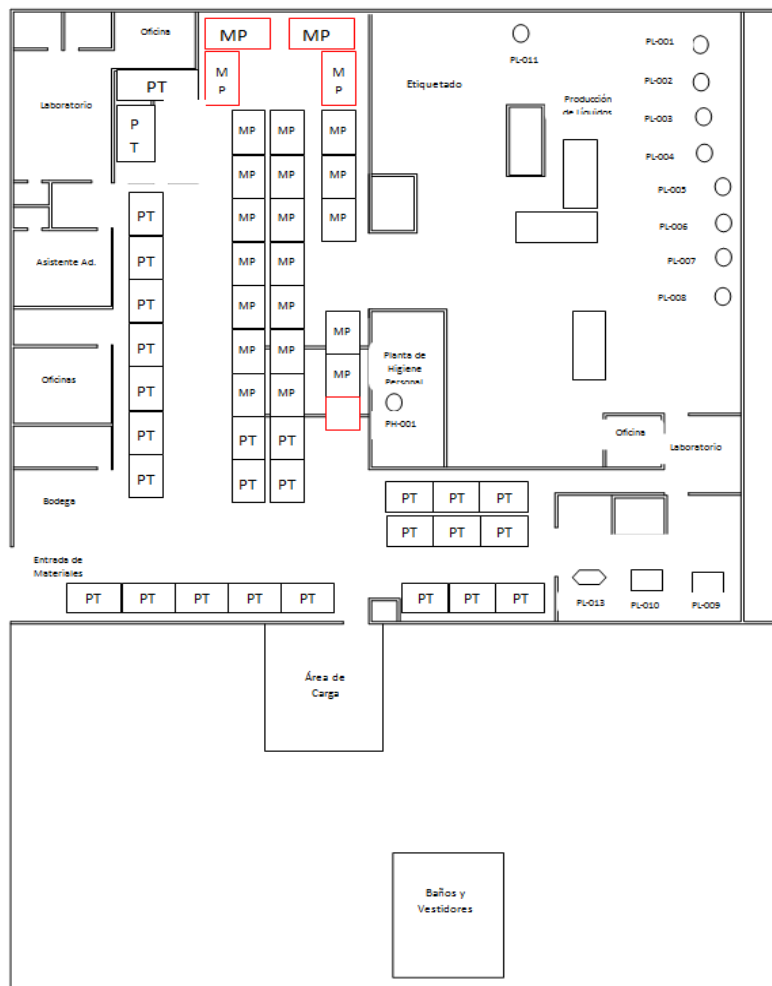 Oficina
MP
MP
PL-001
PL-011
M
P
M
P
PT
Etiquetado
PL-002
Laboratorio
Producción
de Líquidos
PL-003
P
T
MP
MP
MP
PL-004
MP
MP
MP
PL-005
PT
MP
MP
MP
PL-006
Asistente Ad.
PT
MP
MP
PL-007
PT
MP
MP
PL-008
MP
PT
MP
MP
Planta de
Higiene
Personal
MP
Oficinas
PT
MP
MP
PH-001
PT
PT
PT
Oficina
Laboratorio
PT
PT
PT
Bodega
PT
PT
PT
PT
PT
PT
Entrada de
Materiales
PT
PT
PT
PT
PT
PT
PT
PT
PL-013
PL-010
PL-009
Área de
Carga
Baños y
Vestidores